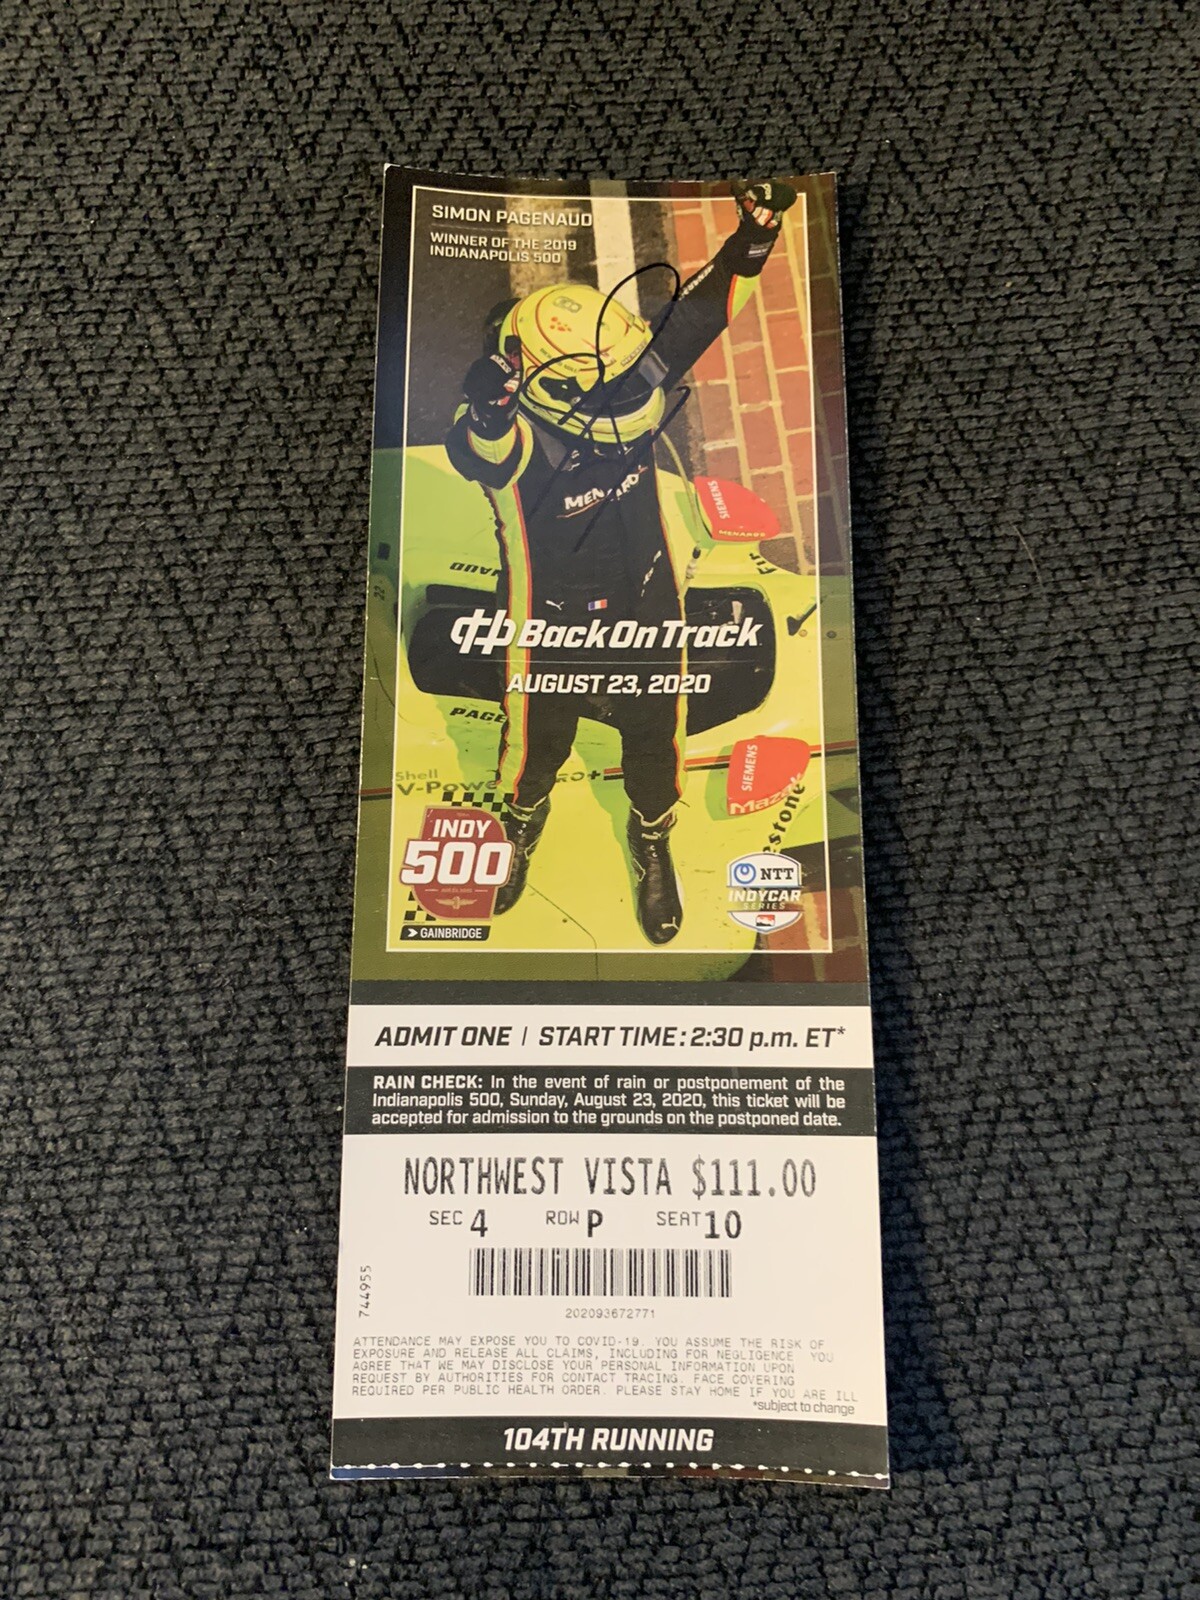 SIMON PAGENAUD
WINNER OF THE 2019
INDIANAPOLIS 500
MENARDS
SIEMENS
MENARDS
BackOnTrack
AUGUST 23, 2020
PAGE
Shell
V-Power
SIEMENS
estone
INDY
500
GAINBRIDGE
NTT
INDYCAR
SERIES
ADMIT ONE | START TIME: 2:30 p.m. ET*
RAIN CHECK: In the event of rain or postponement of the
Indianapolis 500, Sunday, August 23, 2020, this ticket will be
accepted for admission to the grounds on the postponed date.
NORTHWEST VISTA $111.00
SEC 4 ROW P SEAT 10
744955
202093672771
ATTENDANCE MAY EXPOSE YOU TO COVID-19. YOU ASSUME THE RISK OF
EXPOSURE AND RELEASE ALL CLAIMS, INCLUDING FOR NEGLIGENCE YOU
AGREE THAT WE MAY DISCLOSE YOUR PERSONAL INFORMATION UPON
REQUEST BY AUTHORITIES FOR CONTACT TRACING. FACE COVERING
REQUIRED PER PUBLIC HEALTH ORDER. PLEASE STAY HOME IF YOU ARE ILL
*subject to change
104TH RUNNING